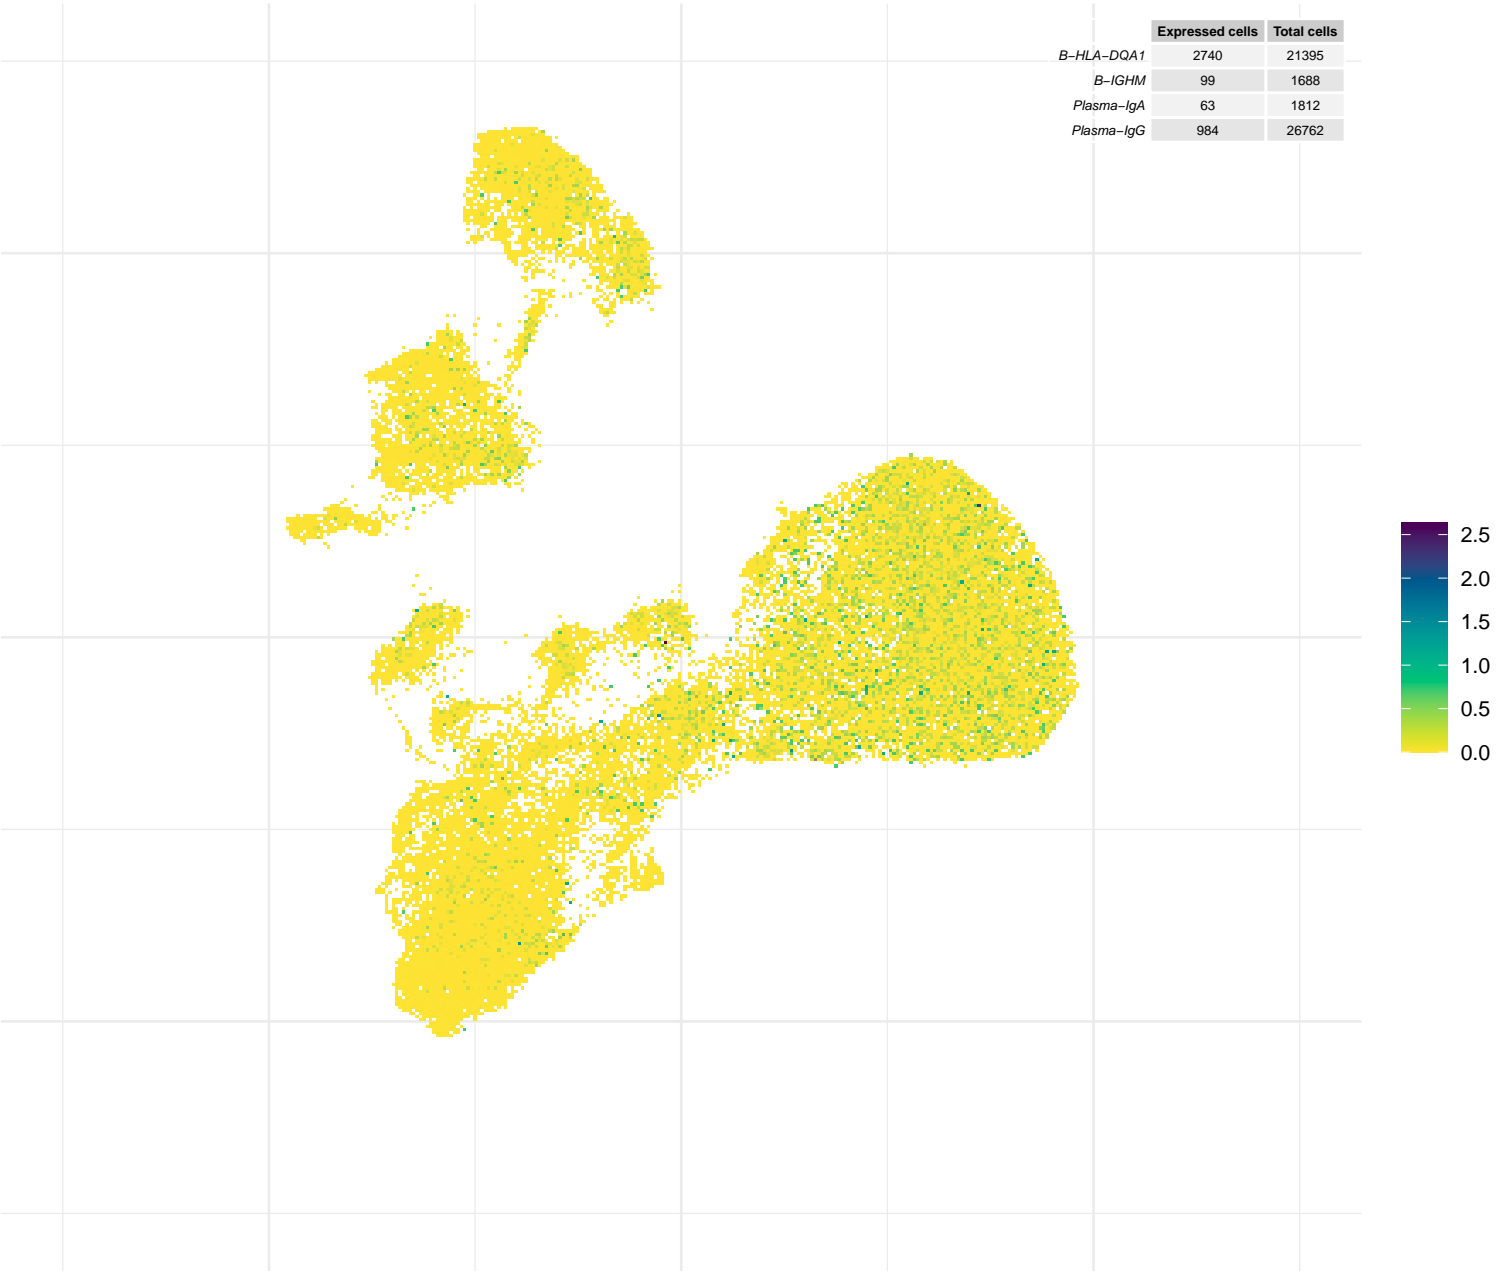 Expressed cells Total cells
B−HLA−DQA1 2740 21395
B−IGHM 99 1688
Plasma−IgA 63 1812
Plasma−IgG 984 26762
2.5
2.0
1.5
1.0
0.5
0.0